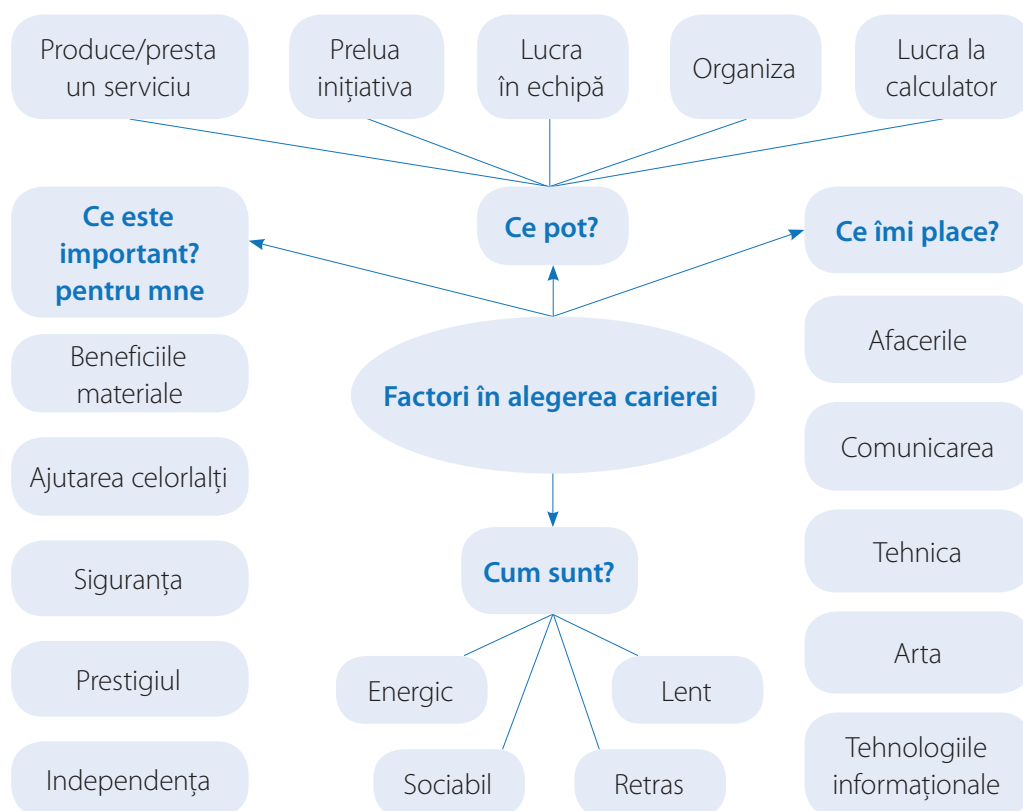 Produce/presta
un serviciu
Prelua
inițiativa
Lucra
în echipă
Organiza
Lucra la
calculator
Ce este
important?
pentru mne
Ce pot?
Ce îmi place?
Beneficiile
materiale
Ajutarea celorlalți
Siguranța
Prestigiul
Independența
Factori în alegerea carierei
Afacerile
Comunicarea
Tehnica
Arta
Tehnologiile
informaționale
Cum sunt?
Energic
Lent
Sociabil
Retras